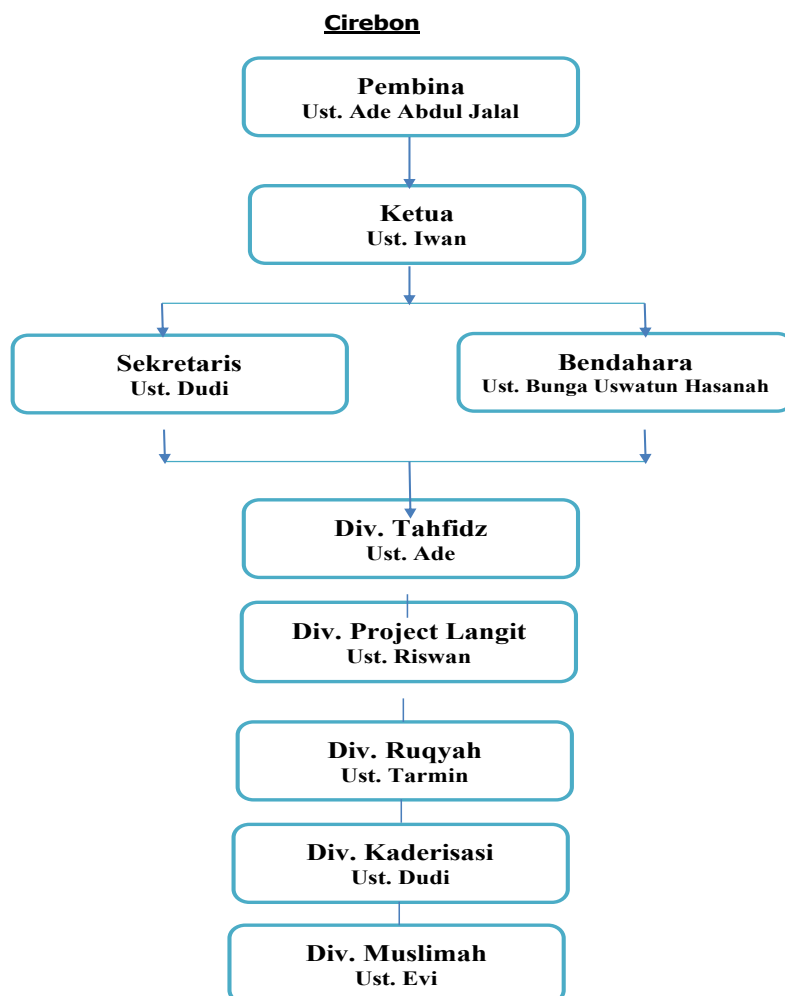 Cirebon
Pembina
Ust. Ade Abdul Jalal
Ketua
Ust. Iwan
Sekretaris
Ust. Dudi
Bendahara
Ust. Bunga Uswatun Hasanah
Div. Tahfidz
Ust. Ade
Div. Project Langit
Ust. Riswan
Div. Ruqyah
Ust. Tarmin
Div. Kaderisasi
Ust. Dudi
Div. Muslimah
Ust. Evi